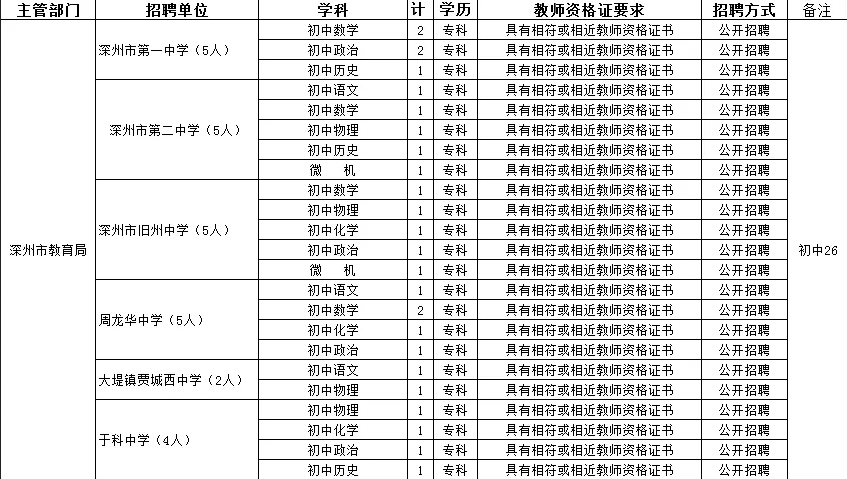 主管部门 招聘单位 学科 计 学历 教师资格证要求 招聘方式 备注
深州市教育局 深州市第一中学（5人） 初中数学 2 专科 具有相符或相近教师资格证书 公开招聘 初中26
初中政治 2 专科 具有相符或相近教师资格证书 公开招聘
初中历史 1 专科 具有相符或相近教师资格证书 公开招聘
深州市第二中学（5人） 初中语文 1 专科 具有相符或相近教师资格证书 公开招聘
初中数学 1 专科 具有相符或相近教师资格证书 公开招聘
初中物理 1 专科 具有相符或相近教师资格证书 公开招聘
初中历史 1 专科 具有相符或相近教师资格证书 公开招聘
微 机 1 专科 具有相符或相近教师资格证书 公开招聘
深州市旧州中学（5人） 初中数学 1 专科 具有相符或相近教师资格证书 公开招聘
初中物理 1 专科 具有相符或相近教师资格证书 公开招聘
初中化学 1 专科 具有相符或相近教师资格证书 公开招聘
初中政治 1 专科 具有相符或相近教师资格证书 公开招聘
微 机 1 专科 具有相符或相近教师资格证书 公开招聘
周龙华中学（5人） 初中语文 1 专科 具有相符或相近教师资格证书 公开招聘
初中数学 2 专科 具有相符或相近教师资格证书 公开招聘
初中化学 1 专科 具有相符或相近教师资格证书 公开招聘
初中政治 1 专科 具有相符或相近教师资格证书 公开招聘
大堤镇贾城西中学（2人） 初中语文 1 专科 具有相符或相近教师资格证书 公开招聘
初中物理 1 专科 具有相符或相近教师资格证书 公开招聘
于科中学（4人） 初中物理 1 专科 具有相符或相近教师资格证书 公开招聘
初中化学 1 专科 具有相符或相近教师资格证书 公开招聘
初中政治 1 专科 具有相符或相近教师资格证书 公开招聘
初中历史 1 专科 具有相符或相近教师资格证书 公开招聘